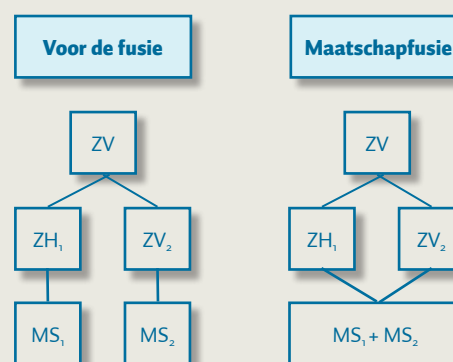 Voor de fusie
Maatschapfusie
ZV
ZV
ZH₁
ZV₂
ZH₁
ZV₂
MS₁
MS₂
MS₁ + MS₂